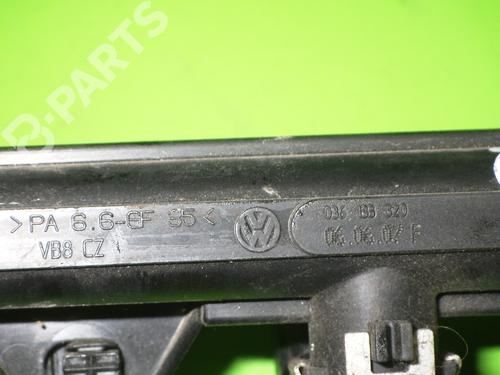 B-PARTS
>PA 6.6-GF 35<
VB8 CZ
036 133 320
06.06.07 F